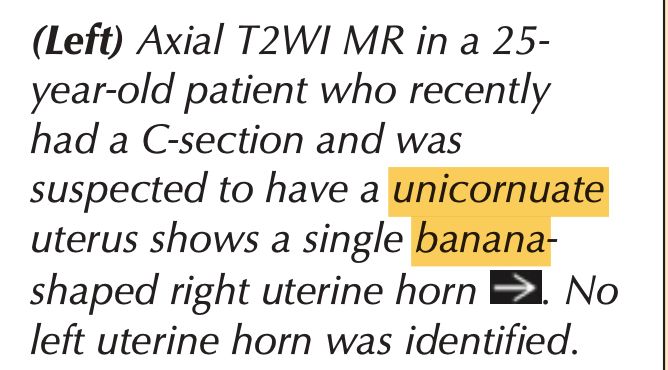 (Left) Axial T2WI MR in a 25-
year-old patient who recently
had a C-section and was
suspected to have a unicornuate
uterus shows a single banana-
shaped right uterine horn ➡. No
left uterine horn was identified.